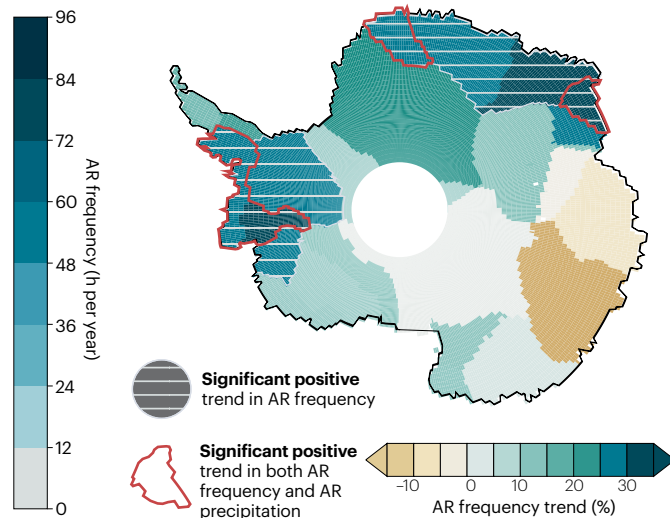 96
84
72
60
48
36
24
12
0
AR frequency (h per year)
Significant positive
trend in AR frequency
Significant positive
trend in both AR
frequency and AR
precipitation
−10 0 10 20 30
AR frequency trend (%)